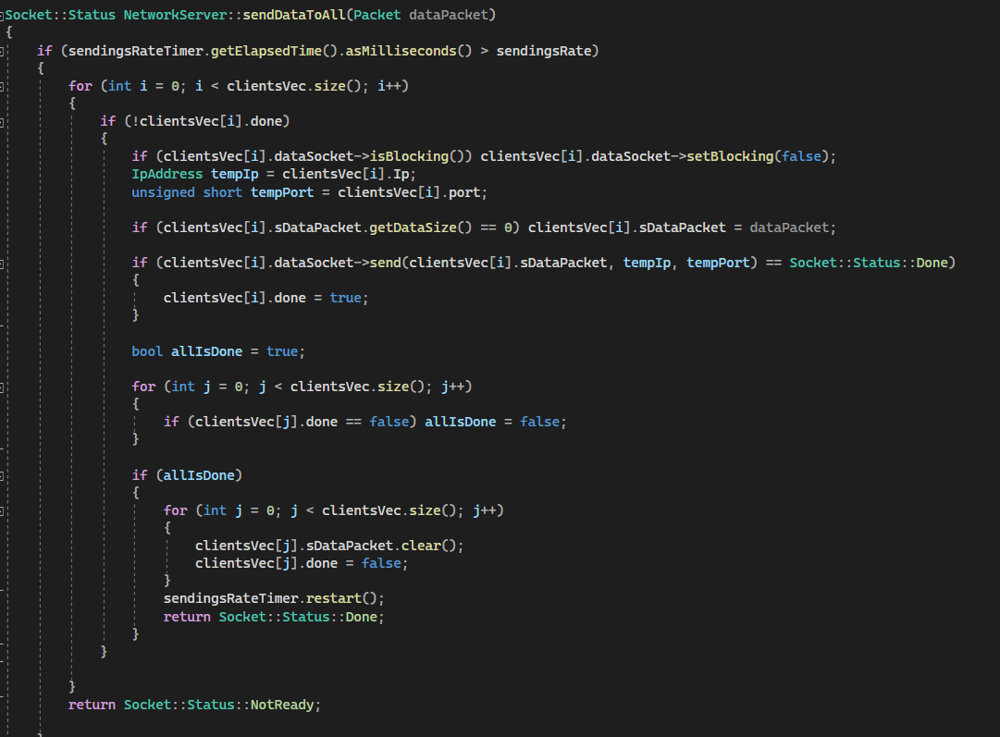 Socket::Status NetworkServer::sendDataToAll(Packet dataPacket)
{
if (sendingsRateTimer.getElapsedTime().asMilliseconds() > sendingsRate)
{
for (int i = 0; i < clientsVec.size(); i++)
{
if (!clientsVec[i].done)
{
if (clientsVec[i].dataSocket->isBlocking()) clientsVec[i].dataSocket->setBlocking(false);
IpAddress tempIp = clientsVec[i].Ip;
unsigned short tempPort = clientsVec[i].port;
if (clientsVec[i].sDataPacket.getDataSize() == 0) clientsVec[i].sDataPacket = dataPacket;
if (clientsVec[i].dataSocket->send(clientsVec[i].sDataPacket, tempIp, tempPort) == Socket::Status::Done)
{
clientsVec[i].done = true;
}
bool allIsDone = true;
for (int j = 0; j < clientsVec.size(); j++)
{
if (clientsVec[j].done == false) allIsDone = false;
}
if (allIsDone)
{
for (int j = 0; j < clientsVec.size(); j++)
{
clientsVec[j].sDataPacket.clear();
clientsVec[j].done = false;
}
sendingsRateTimer.restart();
return Socket::Status::Done;
}
}
}
return Socket::Status::NotReady;